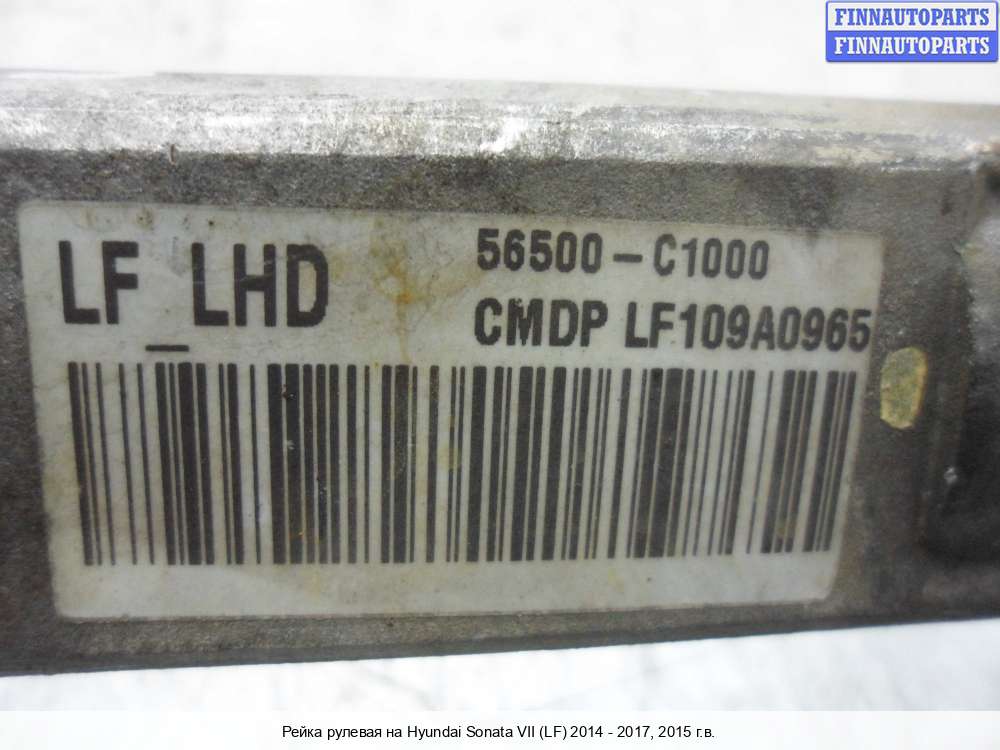 FINNAUTOPARTS
FINNAUTOPARTS
LF_LHD
56500-C1000
CMDP LF109A0965
Рейка рулевая на Hyundai Sonata VII (LF) 2014 - 2017, 2015 г.в.